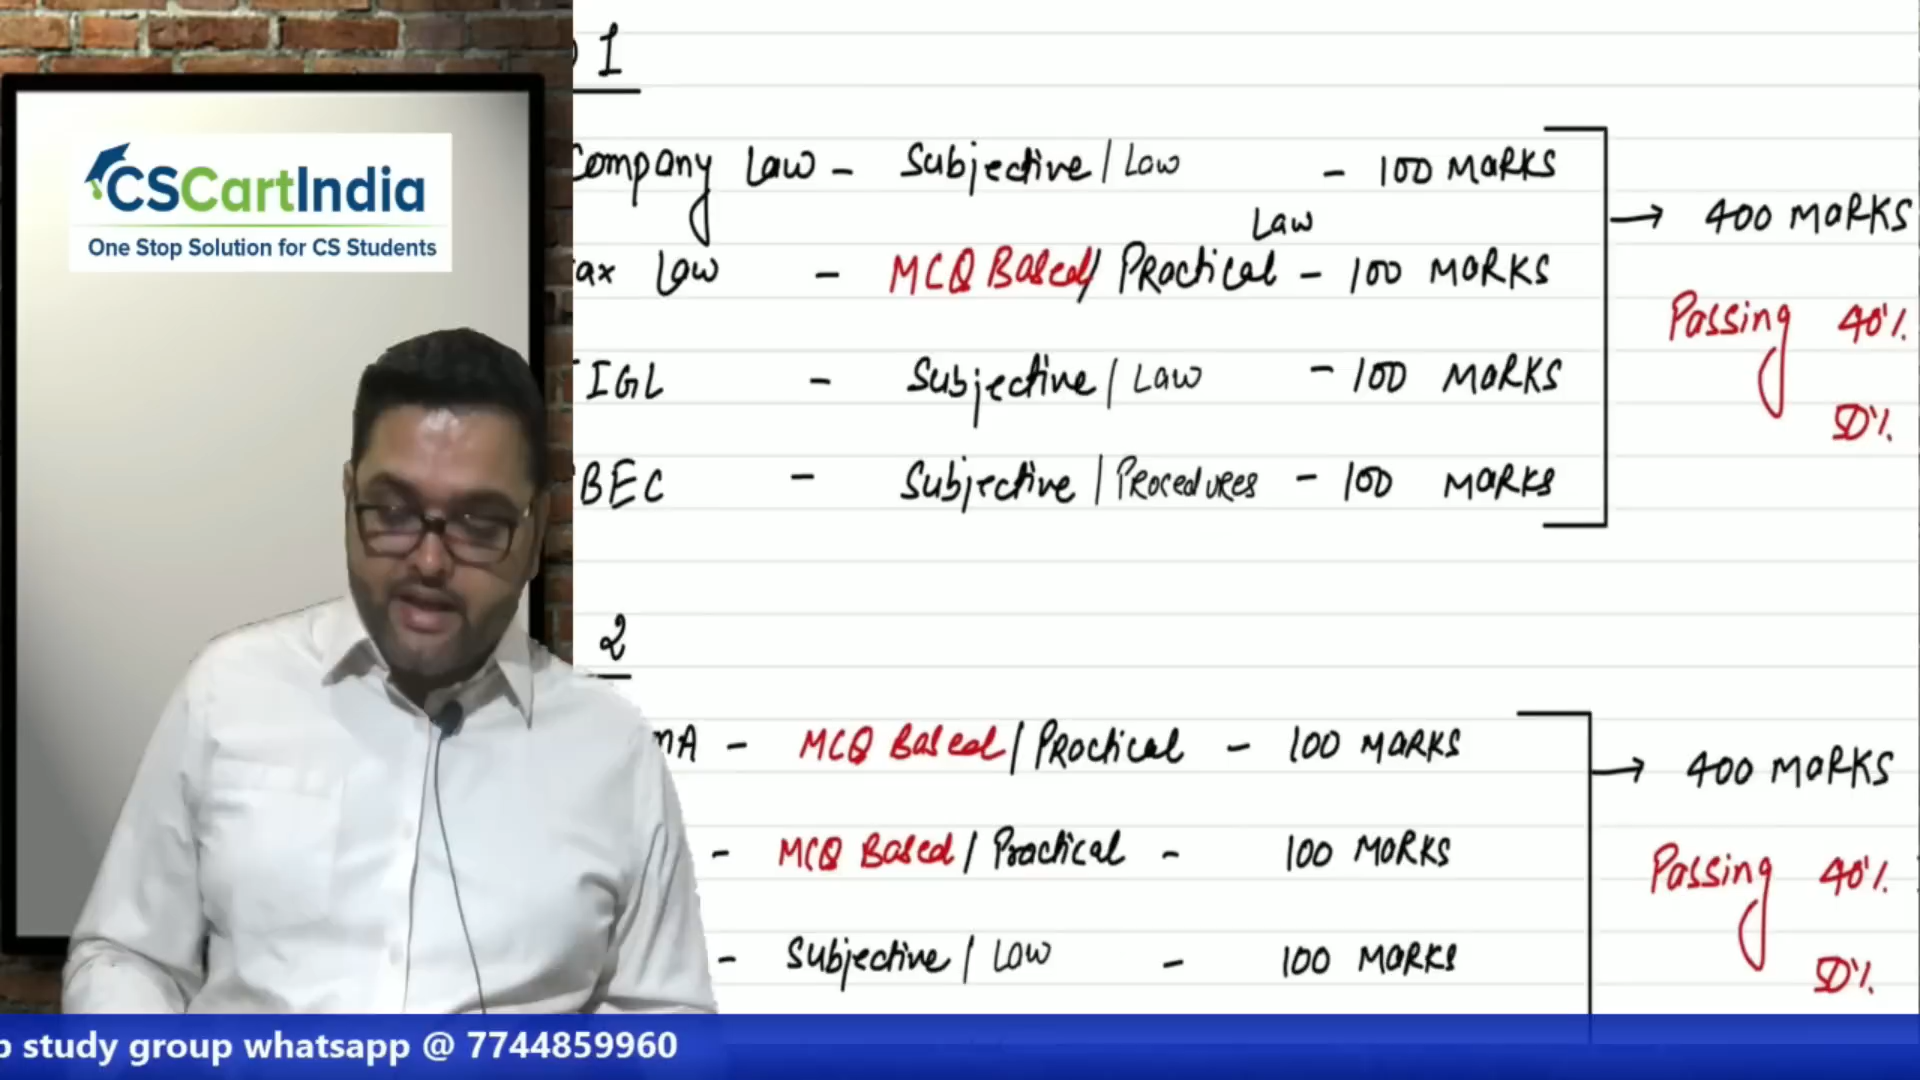 CSCartIndia
One Stop Solution for CS Students
1
Company Law - Subjective / Law - 100 MARKS
→ 400 MARKS
Law
ax Law - MCQ Based / Practical - 100 MARKS
Passing 40%
IGL - Subjective / Law - 100 MARKS
50%
BEC - Subjective / Procedures - 100 MARKS
2
MA - MCQ Based / Practical - 100 MARKS
→ 400 MARKS
- MCQ Based / Practical - 100 MARKS
Passing 40%
- Subjective / Law - 100 MARKS
50%
study group whatsapp @ 7744859960